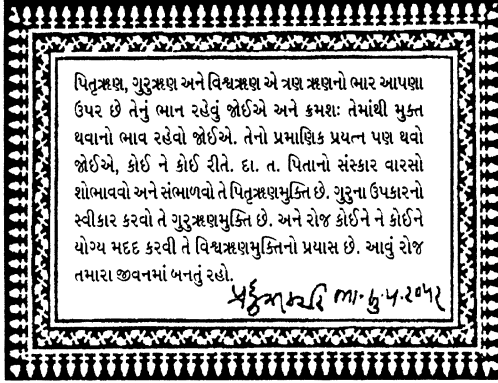 પિતૃઋણ, ગુરુઋણ અને વિશ્વઋણ એ ત્રણ ઋણનો ભાર આપણા
ઉપર છે તેનું ભાન રહેવું જોઈએ અને ક્રમશઃ તેમાંથી મુક્ત
થવાનો ભાવ રહેવો જોઈએ. તેનો પ્રમાણિક પ્રયત્ન પણ થવો
જોઈએ, કોઈ ને કોઈ રીતે. દા. ત. પિતાનો સંસ્કાર વારસો
શોભાવવો અને સંભાળવો તે પિતૃઋણમુક્તિ છે. ગુરુના ઉપકારનો
સ્વીકાર કરવો તે ગુરુઋણમુક્તિ છે. અને રોજ કોઈને ને કોઈને
યોગ્ય મદદ કરવી તે વિશ્વઋણમુક્તિનો પ્રયાસ છે. આવું રોજ
તમારા જીવનમાં બનતું રહો.